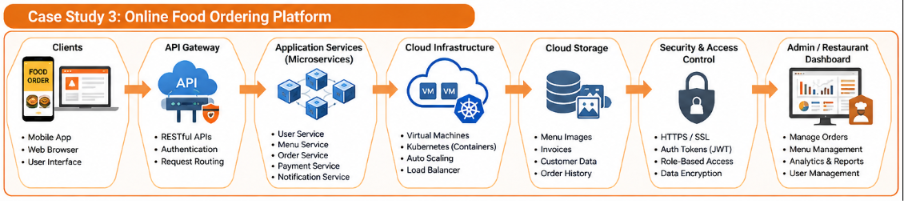 Case Study 3: Online Food Ordering Platform
Clients
FOOD
ORDER
• Mobile App
• Web Browser
• User Interface
API Gateway
API
• RESTful APIs
• Authentication
• Request Routing
Application Services
(Microservices)
• User Service
• Menu Service
• Order Service
• Payment Service
• Notification Service
Cloud Infrastructure
VM
VM
• Virtual Machines
• Kubernetes (Containers)
• Auto Scaling
• Load Balancer
Cloud Storage
• Menu Images
• Invoices
• Customer Data
• Order History
Security & Access
Control
• HTTPS / SSL
• Auth Tokens (JWT)
• Role-Based Access
• Data Encryption
Admin / Restaurant
Dashboard
• Manage Orders
• Menu Management
• Analytics & Reports
• User Management